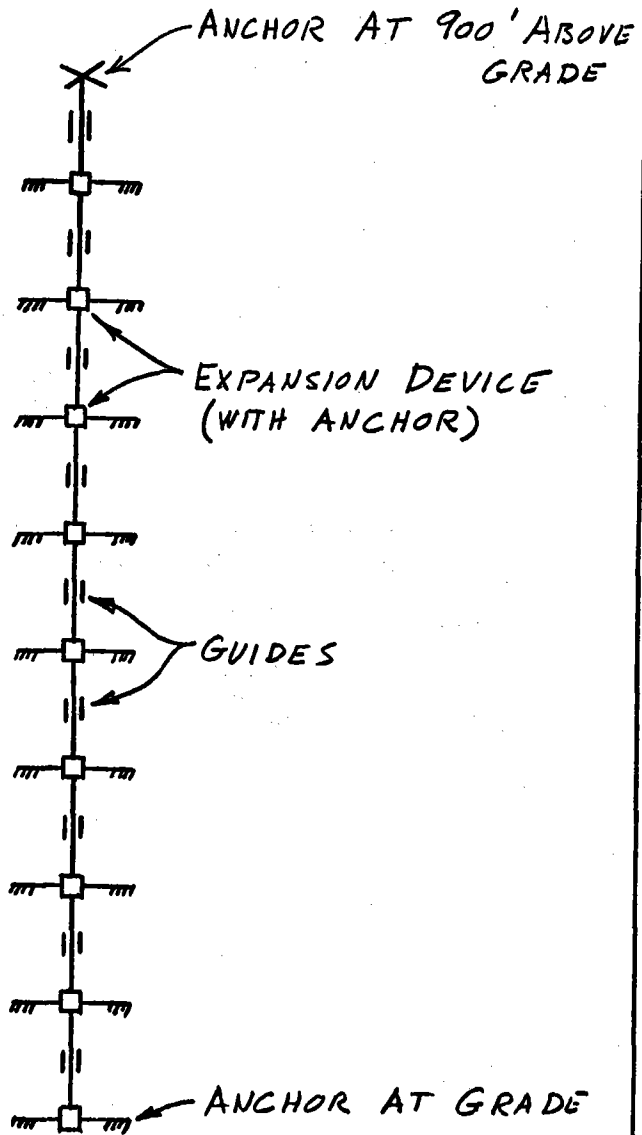 ANCHOR AT 900' ABOVE
GRADE
EXPANSION DEVICE
(WITH ANCHOR)
GUIDES
ANCHOR AT GRADE